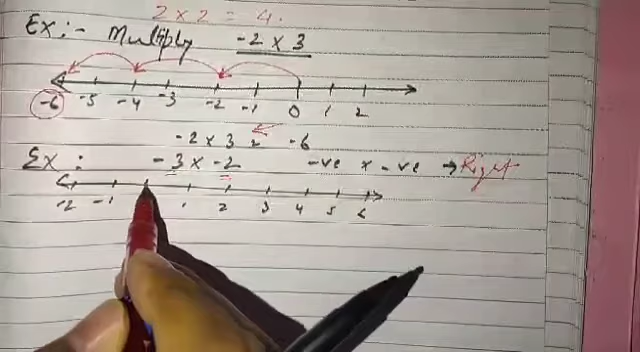 2 x 2 = 4.
Ex:- Multiply -2 x 3
-6 -5 -4 -3 -2 -1 0 1 2
-2 x 3 = -6
Ex: -3 x -2 -ve x -ve → Right
-2 -1 1 2 3 4 5 6